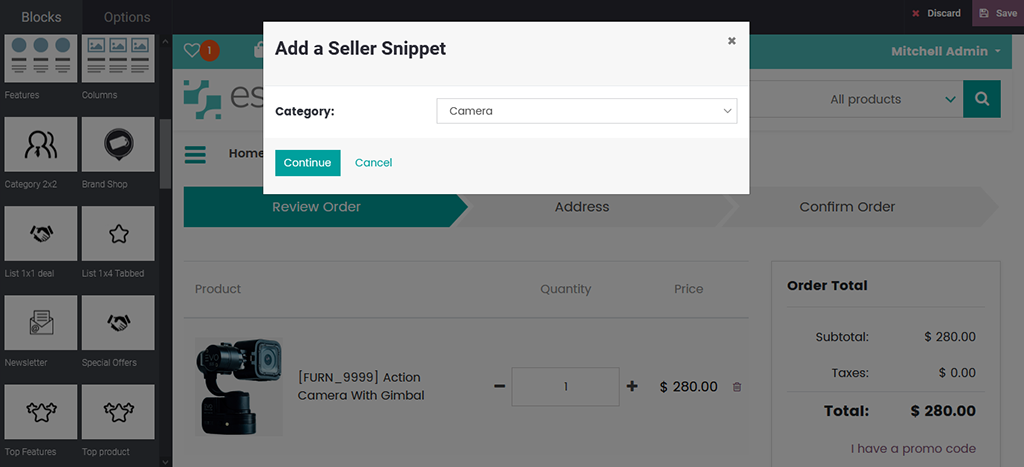 Blocks
Options
Discard
Save
Features
Columns
Category 2x2
Brand Shop
List 1x1 deal
List 1x4 Tabbed
Newsletter
Special Offers
Top Features
Top product
1
Mitchell Admin
es
All products
Home
Add a Seller Snippet
Category:
Camera
Continue
Cancel
Review Order
Address
Confirm Order
Product
Quantity
Price
EVO
[FURN_9999] Action
Camera With Gimbal
1
$ 280.00
Order Total
Subtotal: $ 280.00
Taxes: $ 0.00
Total: $ 280.00
I have a promo code